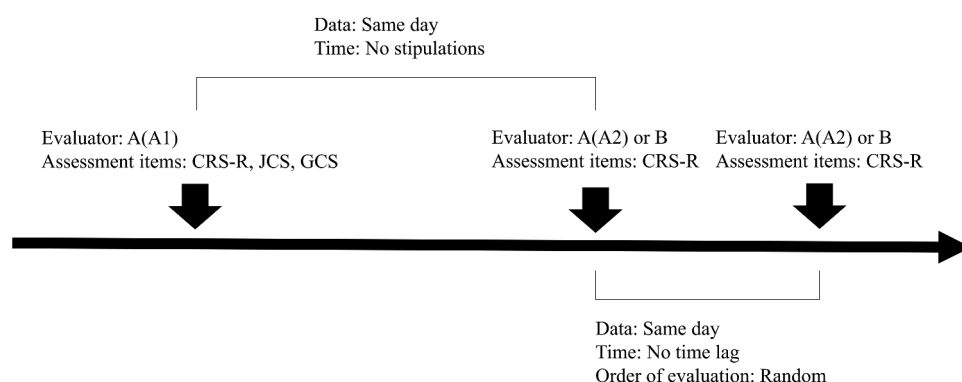 Data: Same day
Time: No stipulations
Evaluator: A(A1)
Assessment items: CRS-R, JCS, GCS
Evaluator: A(A2) or B
Assessment items: CRS-R
Evaluator: A(A2) or B
Assessment items: CRS-R
Data: Same day
Time: No time lag
Order of evaluation: Random